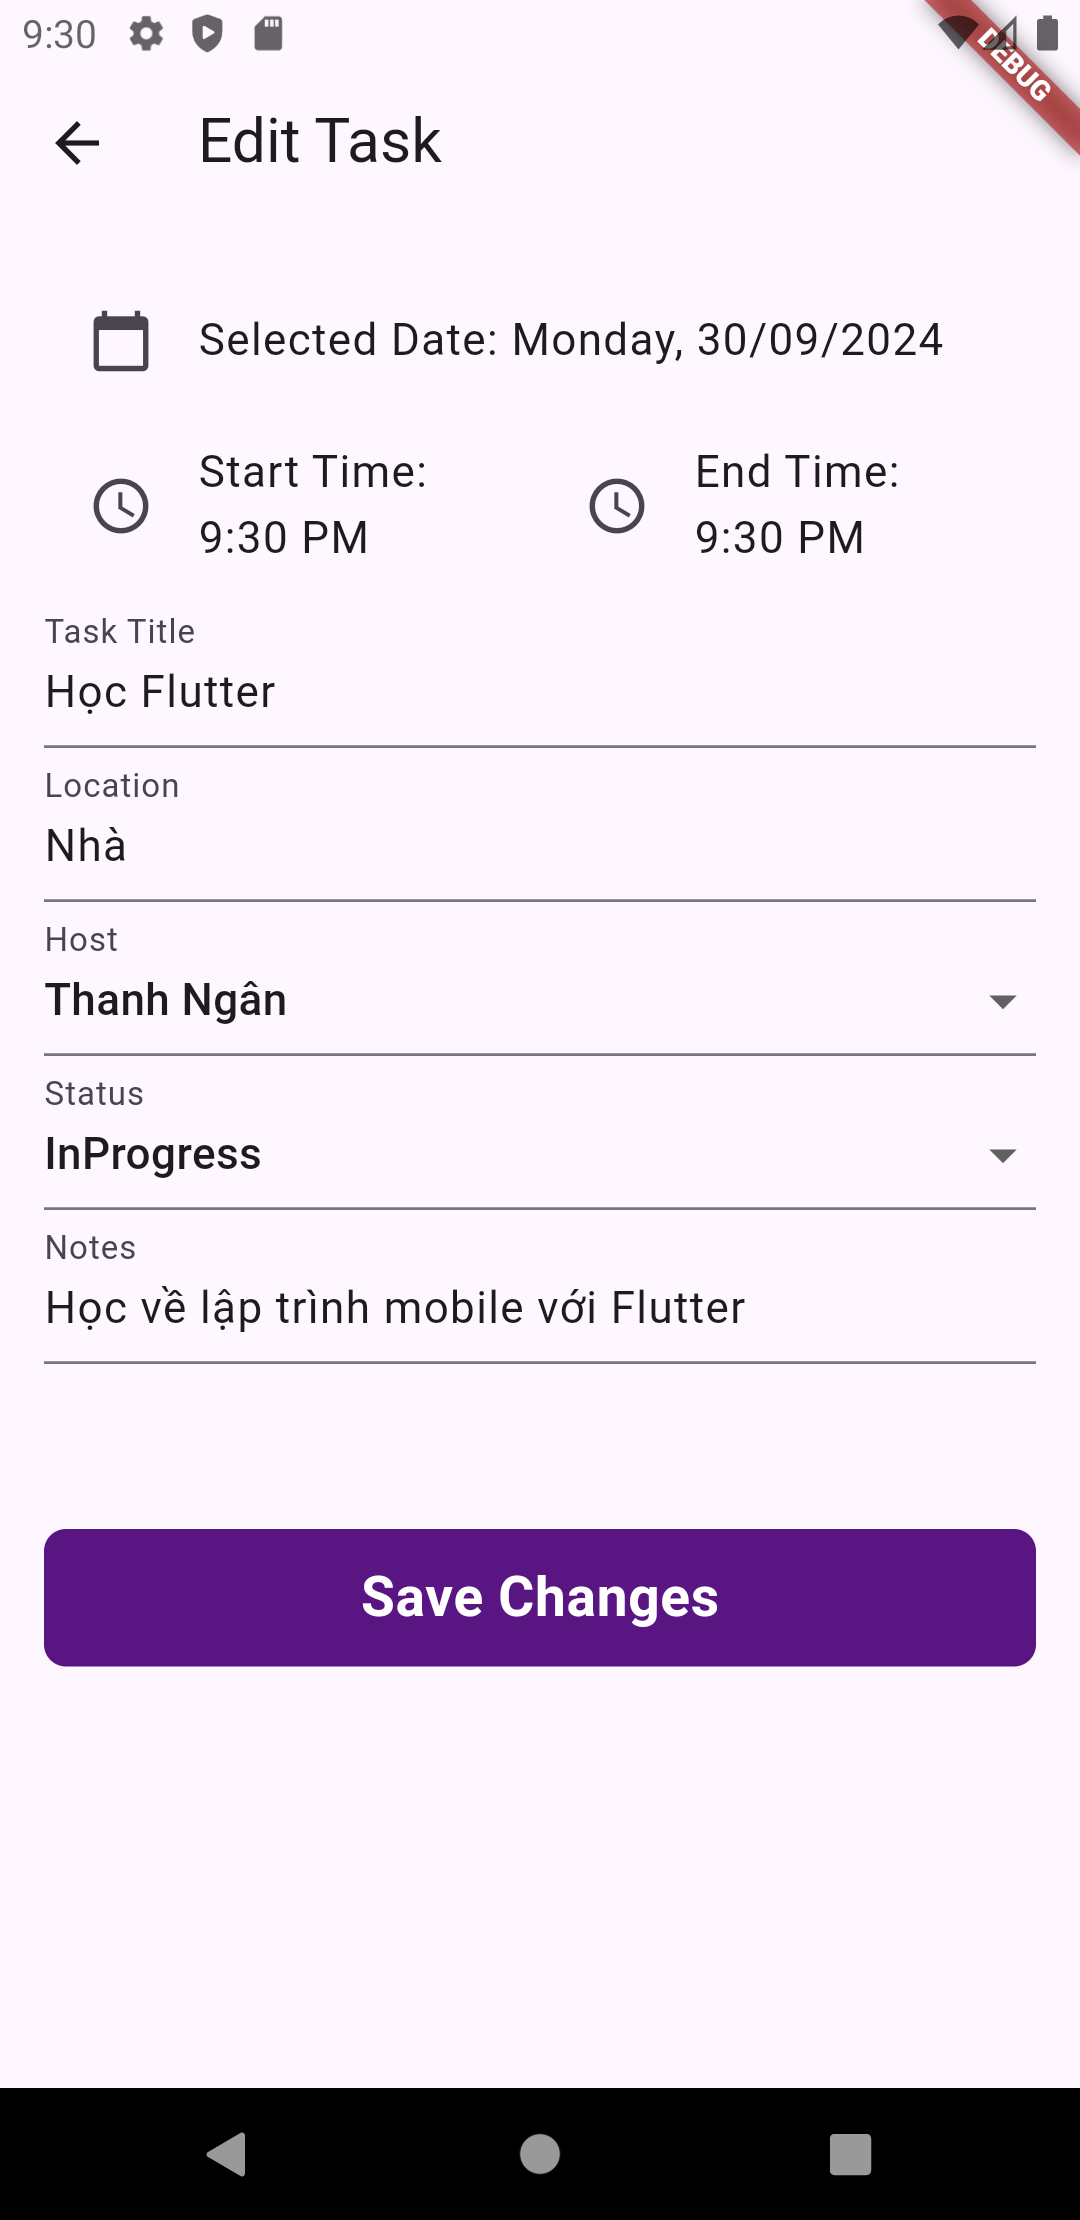 9:30
DEBUG
Edit Task
Selected Date: Monday, 30/09/2024
Start Time:
9:30 PM
End Time:
9:30 PM
Task Title
Học Flutter
Location
Nhà
Host
Thanh Ngân
Status
InProgress
Notes
Học về lập trình mobile với Flutter
Save Changes